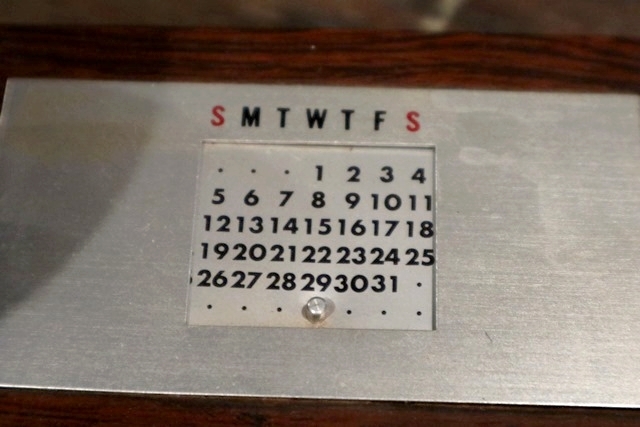 S M T W T F S
· · · 1 2 3 4
5 6 7 8 9 10 11
12 13 14 15 16 17 18
19 20 21 22 23 24 25
26 27 28 29 30 31 ·
· · · · · ·